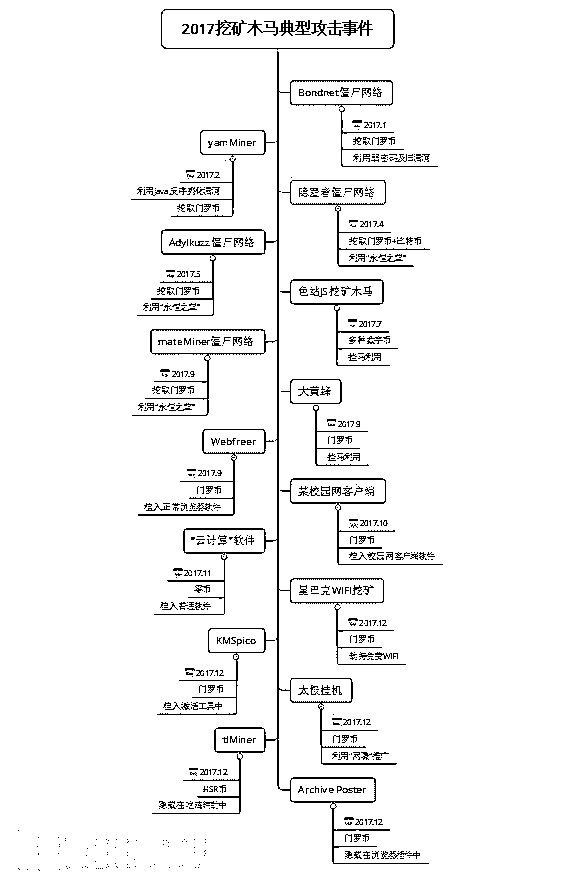 2017挖矿木马典型攻击事件
Bondnet僵尸网络
2017.1
挖取门罗币
利用弱密码及旧漏洞
yamMiner
2017.2
利用java反序列化漏洞
挖取门罗币
隐匿者僵尸网络
2017.4
挖取门罗币+比特币
利用“永恒之蓝”
Adylkuzz僵尸网络
2017.5
挖取门罗币
利用“永恒之蓝”
色站JS挖矿木马
2017.7
多种数字币
挂马利用
mateMiner僵尸网络
2017.9
挖取门罗币
利用“永恒之蓝”
大黄蜂
2017.9
门罗币
挂马利用
Webfreer
2017.9
门罗币
植入正常浏览器软件
某校园网客户端
2017.10
门罗币
植入校园网客户端软件
“云计算”软件
2017.11
零币
植入管理软件
星巴克WIFI挖矿
2017.12
门罗币
劫持免费WIFI
KMSpico
2017.12
门罗币
植入激活工具中
太极挂机
2017.12
门罗币
利用“网赚”推广
tlMiner
2017.12
HSR币
隐藏在吃鸡辅助中
Archive Poster
2017.12
门罗币
隐藏在浏览器插件中